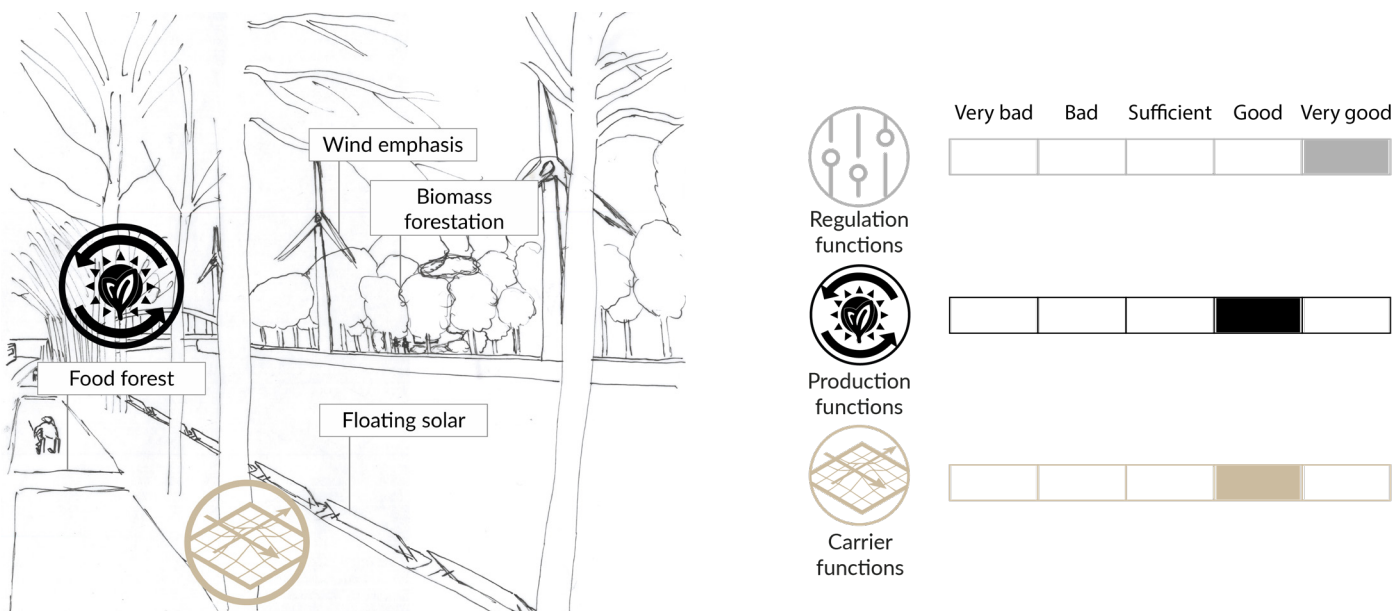 Wind emphasis
Biomass
forestation
Food forest
Floating solar
Very bad
Bad
Sufficient
Good
Very good
Regulation
functions
Production
functions
Carrier
functions